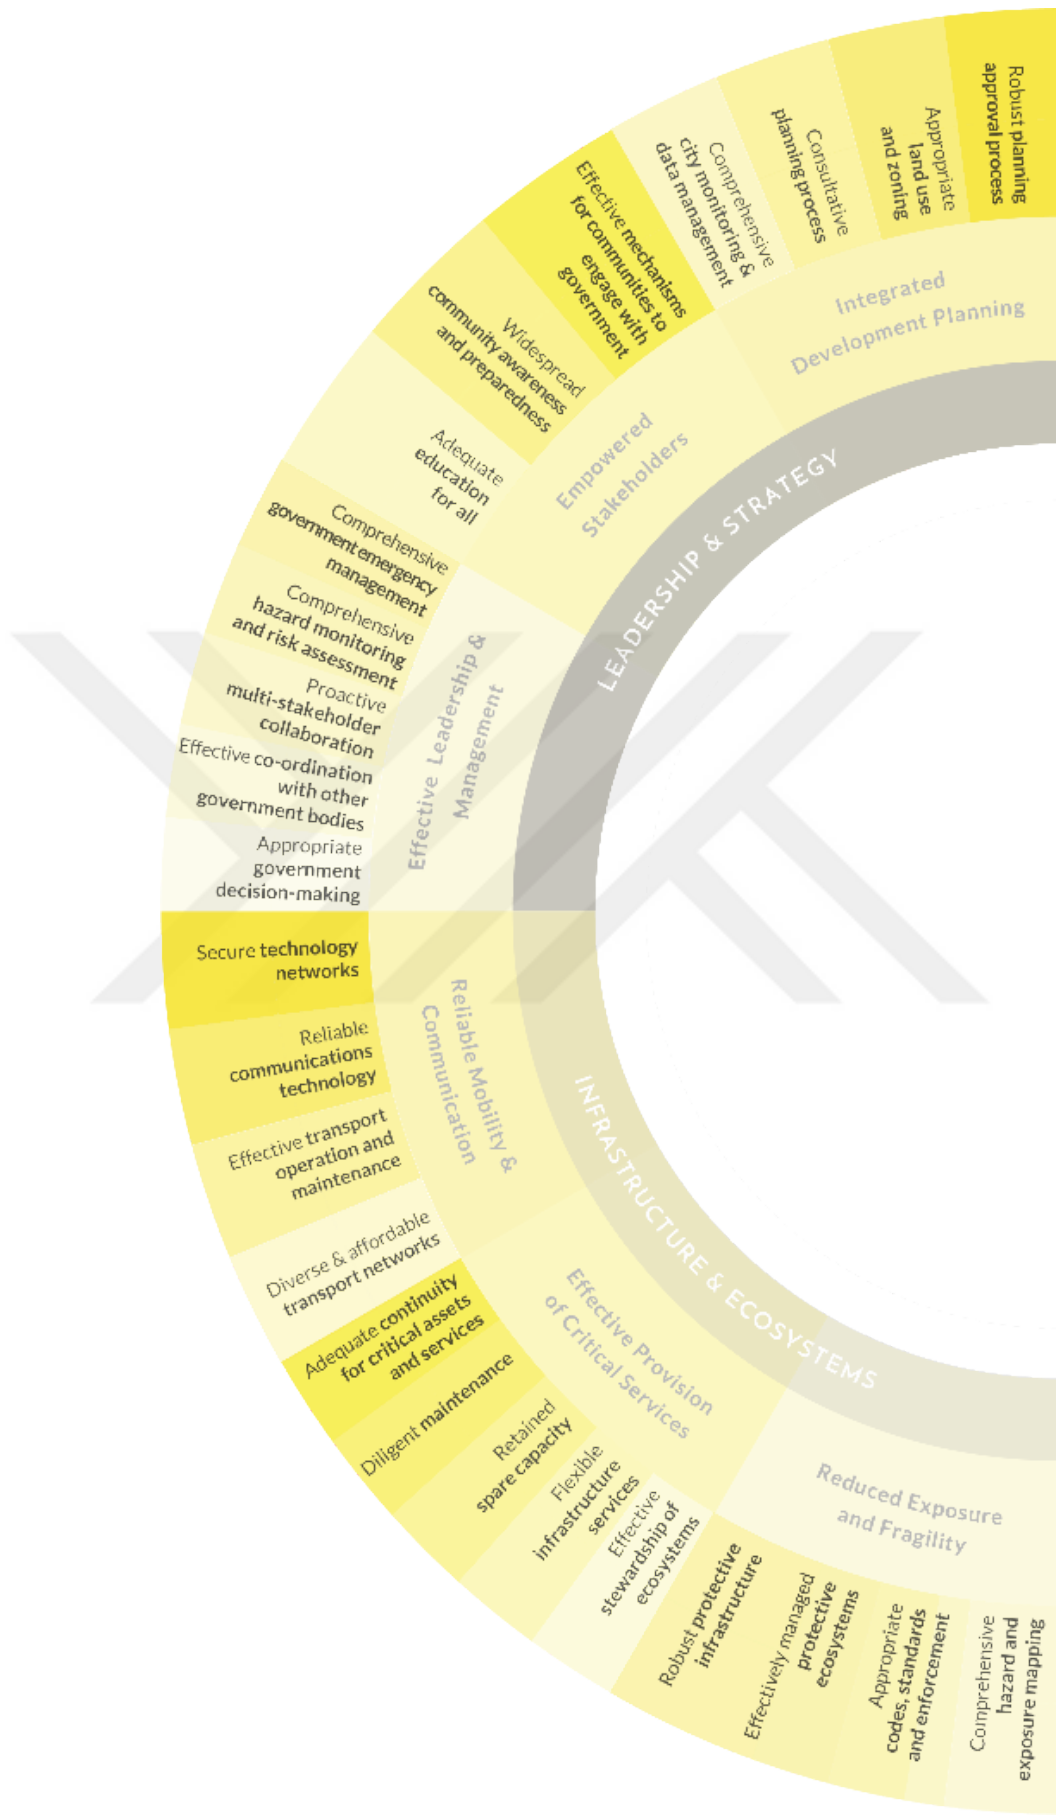 Robust planning
approval process
Appropriate
land use
and zoning
Consultative
planning process
Comprehensive
city monitoring &
data management
Integrated
Development Planning
Effective mechanisms
for communities to
engage with
government
Widespread
community awareness
and preparedness
Adequate
education
for all
Empowered
Stakeholders
LEADERSHIP & STRATEGY
Comprehensive
government emergency
management
Comprehensive
hazard monitoring
and risk assessment
Proactive
multi-stakeholder
collaboration
Effective co-ordination
with other
government bodies
Appropriate
government
decision-making
Effective Leadership &
Management
Secure technology
networks
Reliable
communications
technology
Effective transport
operation and
maintenance
Diverse & affordable
transport networks
Reliable Mobility &
Communication
INFRASTRUCTURE & ECOSYSTEMS
Adequate continuity
for critical assets
and services
Diligent maintenance
Retained
spare capacity
Flexible
infrastructure
services
Effective
stewardship of
ecosystems
Effective Provision
of Critical Services
Robust protective
infrastructure
Effectively managed
protective
ecosystems
Appropriate
codes, standards
and enforcement
Comprehensive
hazard and
exposure mapping
Reduced Exposure
and Fragility